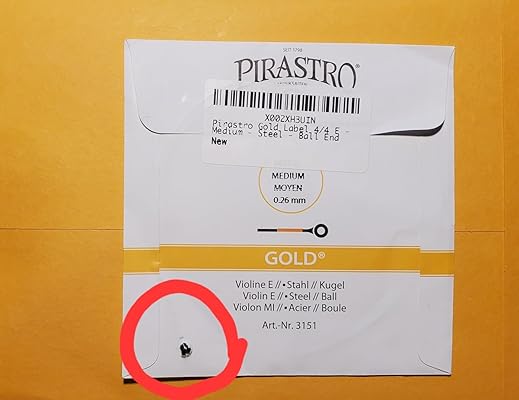 SEIT 1798
PIRASTRO®
X002XH3UIN
Pirastro Gold Label 4/4 E -
Medium - Steel - Ball End
New
MEDIUM
MOYEN
0.26 mm
GOLD®
Violine E//•Stahl // Kugel
Violin E//•Steel // Ball
Violon MI//•Acier // Boule
Art.-Nr. 3151